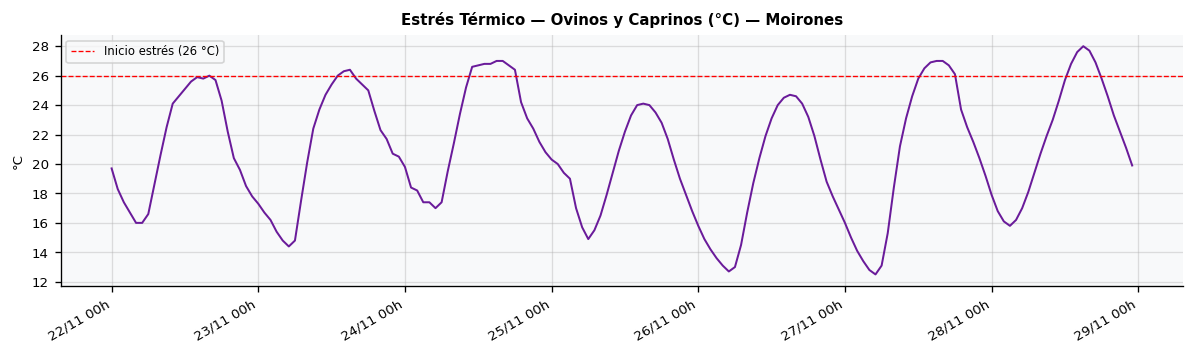 Estrés Térmico — Ovinos y Caprinos (°C) — Moirones
Inicio estrés (26 °C)
°C
28
26
24
22
20
18
16
14
12
22/11 00h
23/11 00h
24/11 00h
25/11 00h
26/11 00h
27/11 00h
28/11 00h
29/11 00h